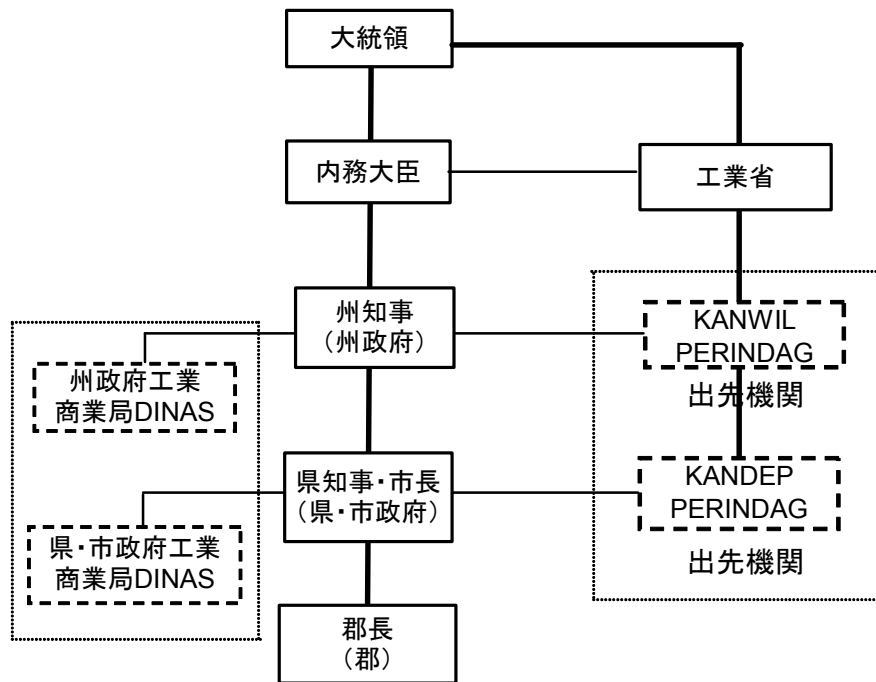 大統領
内務大臣
工業省
州知事
(州政府)
KANWIL
PERINDAG
出先機関
州政府工業
商業局DINAS
県知事・市長
(県・市政府)
KANDEP
PERINDAG
出先機関
県・市政府工業
商業局DINAS
郡長
(郡)